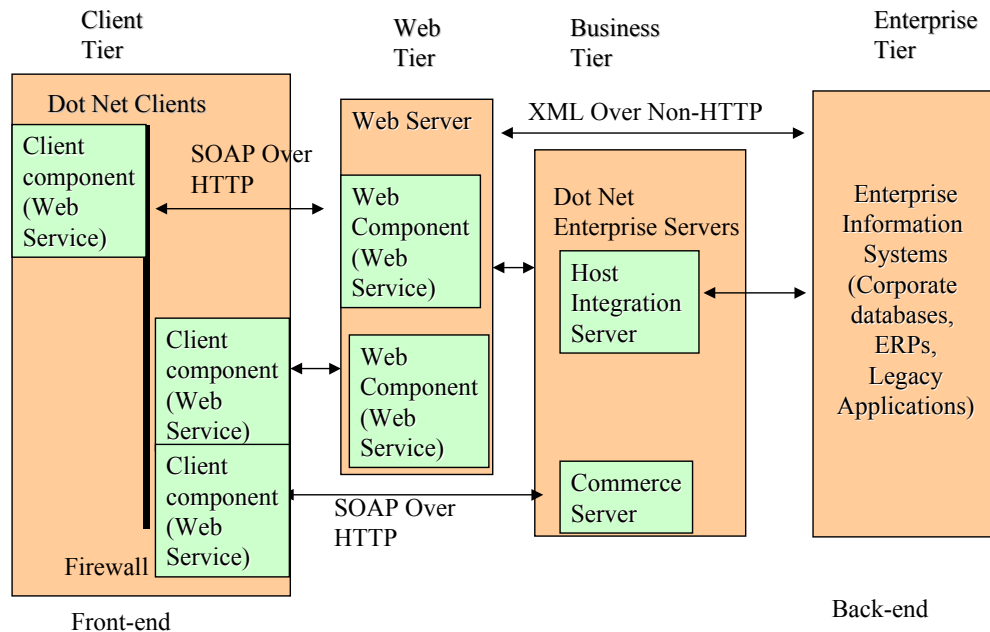 Client
Tier
Web
Tier
Business
Tier
Enterprise
Tier
Dot Net Clients
Client
component
(Web
Service)
SOAP Over
HTTP
Client
component
(Web
Service)
Client
component
(Web
Service)
Firewall
Front-end
Web Server
Web
Component
(Web
Service)
Web
Component
(Web
Service)
SOAP Over
HTTP
XML Over Non-HTTP
Dot Net
Enterprise Servers
Host
Integration
Server
Commerce
Server
Enterprise
Information
Systems
(Corporate
databases,
ERPs,
Legacy
Applications)
Back-end